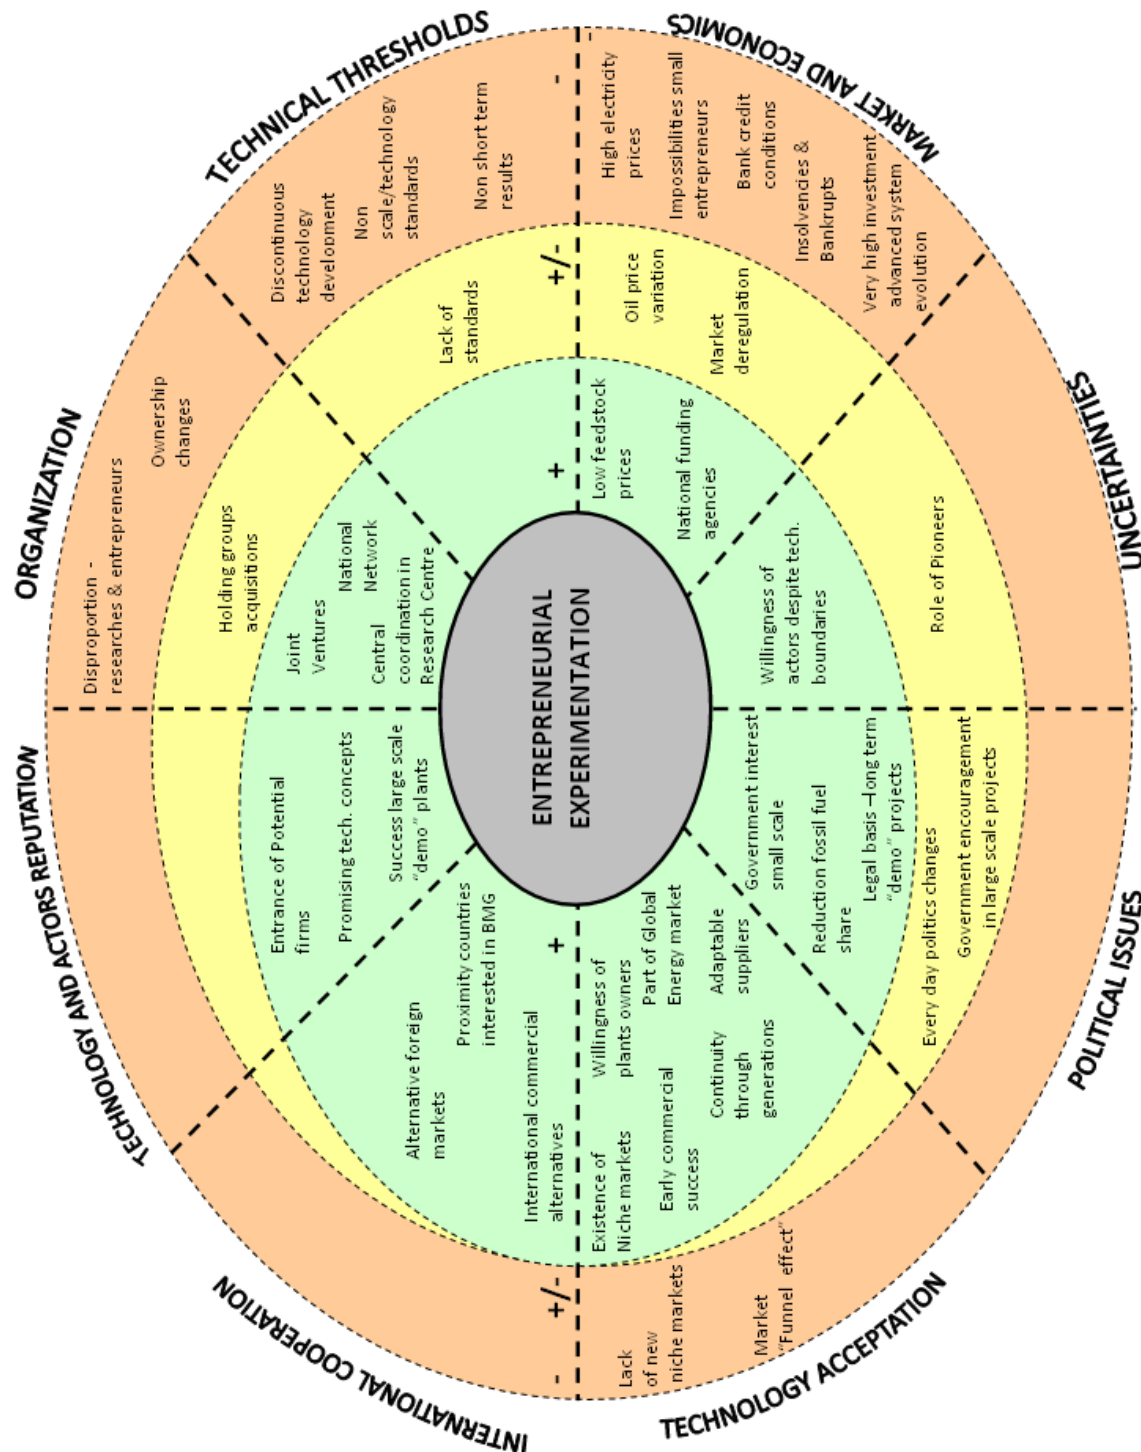 TECHNOLOGY AND ACTORS REPUTATION
ORGANIZATION
INTERNATIONAL COOPERATION
TECHNICAL THRESHOLDS
TECHNOLOGY ACCEPTATION
MARKET AND ECONOMICS
POLITICAL ISSUES
UNCERTAINTIES
ENTREPRENEURIAL
EXPERIMENTATION
Entrance of Potential
firms
Promising tech. concepts
Success large scale
“demo” plants
Disproportion -
researches & entrepreneurs
Ownership
changes
Holding groups
acquisitions
Joint
Ventures
National
Network
Central
coordination in
Research Centre
Discontinuous
technology
development
Non
scale/technology
standards
Non short term
results
Lack of
standards
Alternative foreign
markets
Proximity countries
interested in BMG
International commercial
alternatives
-
+/-
+
+
+/-
-
-
Existence of
Niche markets
Willingness of
plants owners
Part of Global
Energy market
Early commercial
success
Adaptable
suppliers
Continuity
through
generations
Lack
of new
niche markets
Market
“Funnel effect”
Low feedstock
prices
National funding
agencies
Oil price
variation
Market
deregulation
High electricity
prices
Impossibilities small
entrepreneurs
Bank credit
conditions
Insolvencies &
Bankrupts
Very high investment
advanced system
evolution
Government interest
small scale
Reduction fossil fuel
share
Legal basis –long term
“demo” projects
Every day politics changes
Government encouragement
in large scale projects
Willingness of
actors despite tech.
boundaries
Role of Pioneers